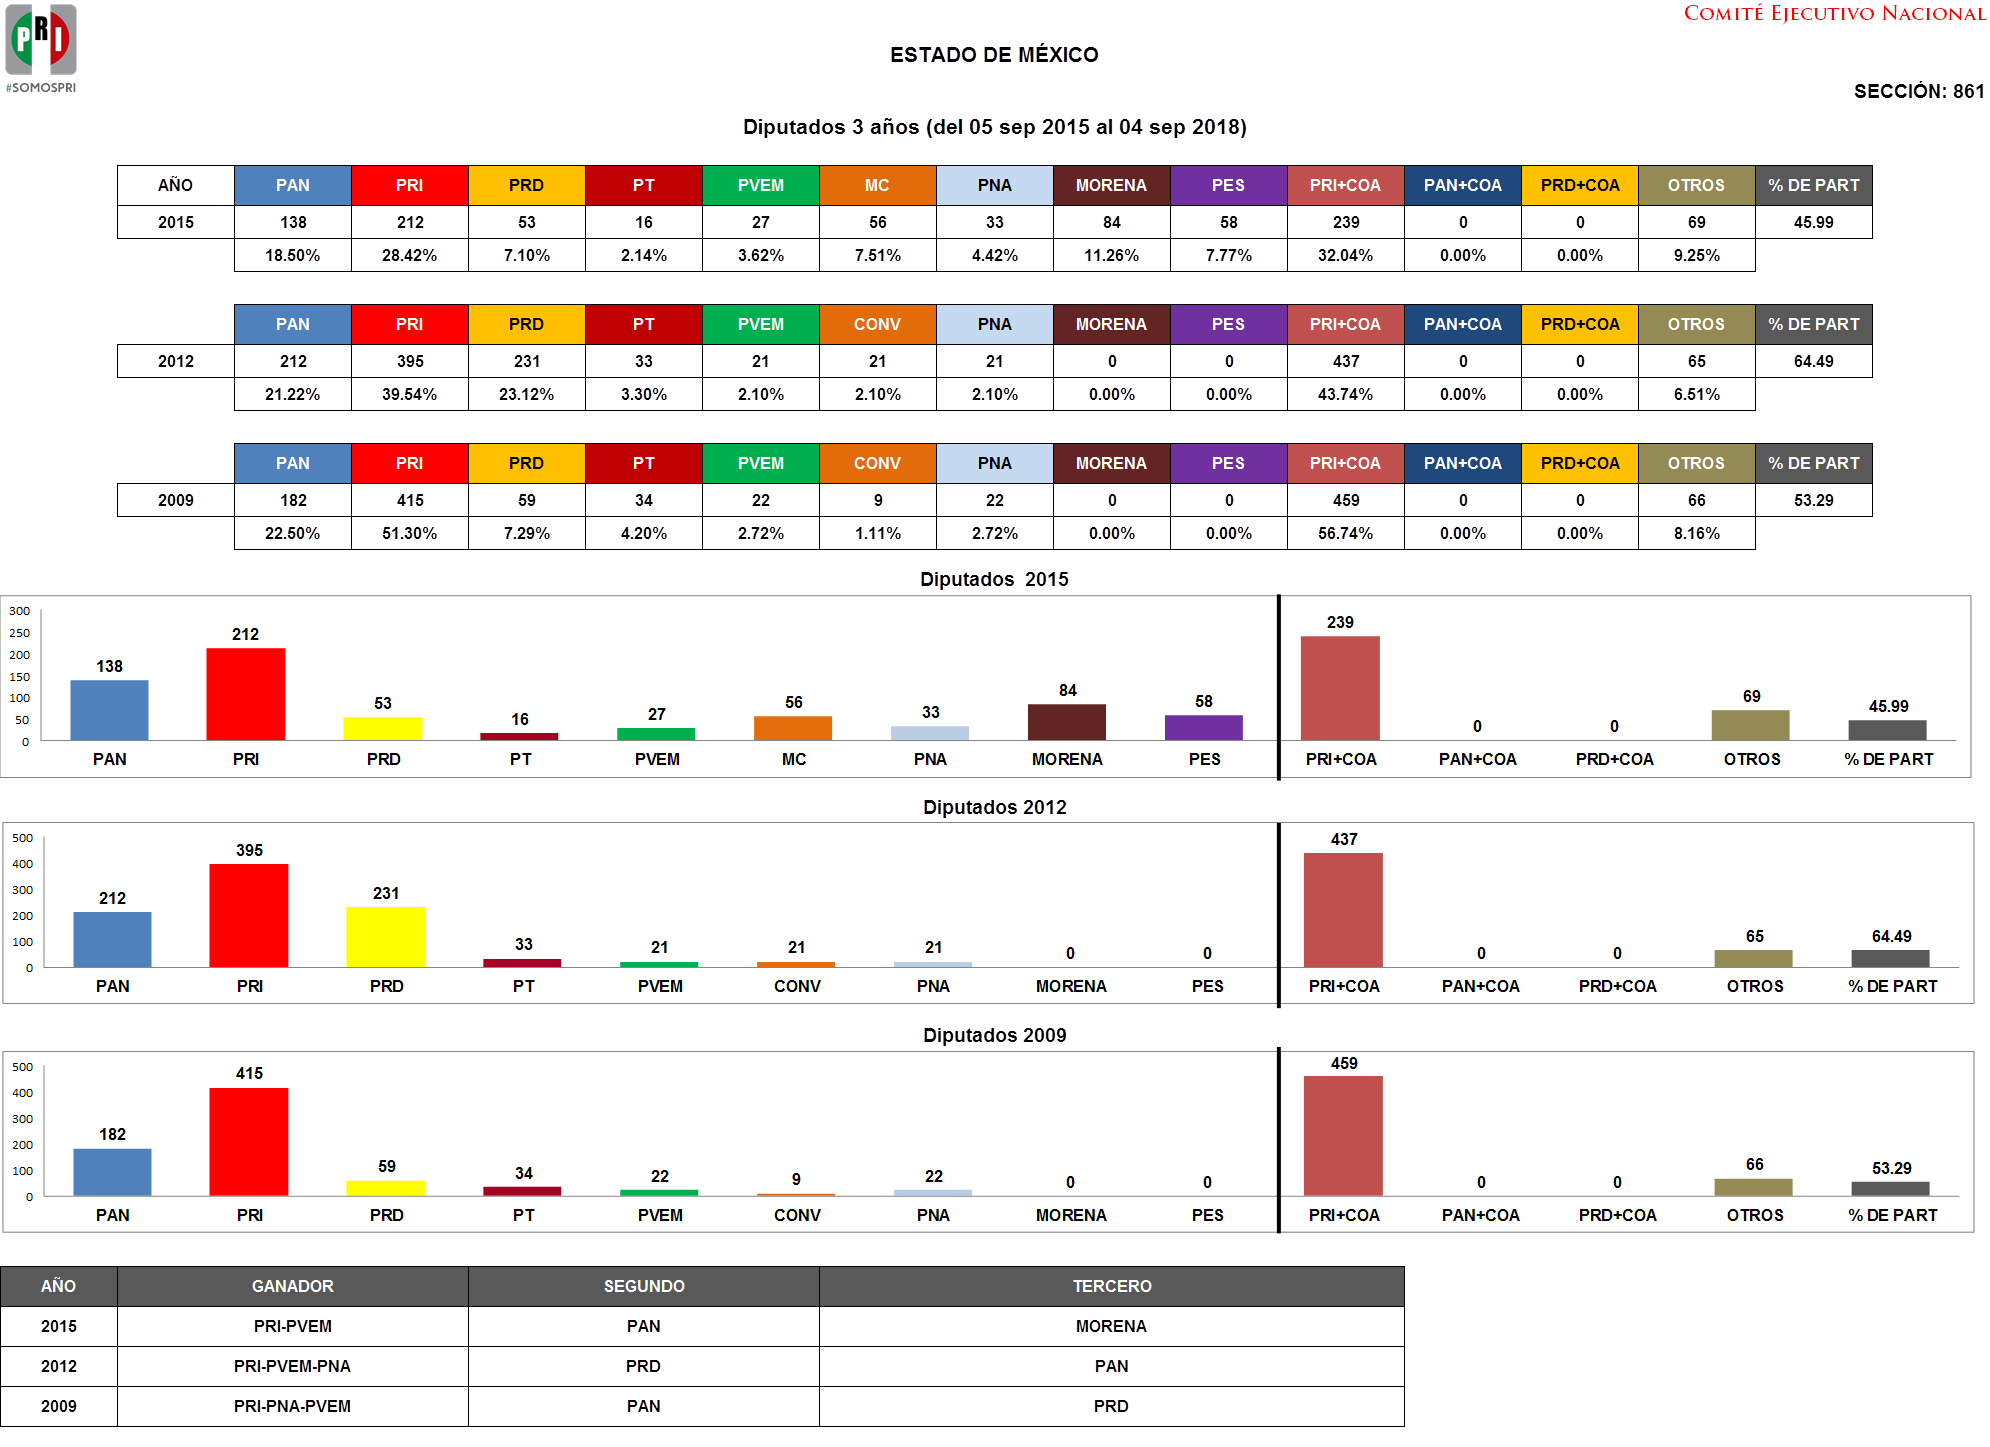 PRI
#SOMOSPRI
COMITÉ EJECUTIVO NACIONAL
ESTADO DE MÉXICO
SECCIÓN: 861
Diputados 3 años (del 05 sep 2015 al 04 sep 2018)
AÑO PAN PRI PRD PT PVEM MC PNA MORENA PES PRI+COA PAN+COA PRD+COA OTROS % DE PART
2015 138 212 53 16 27 56 33 84 58 239 0 0 69 45.99
18.50% 28.42% 7.10% 2.14% 3.62% 7.51% 4.42% 11.26% 7.77% 32.04% 0.00% 0.00% 9.25%
PAN PRI PRD PT PVEM CONV PNA MORENA PES PRI+COA PAN+COA PRD+COA OTROS % DE PART
2012 212 395 231 33 21 21 21 0 0 437 0 0 65 64.49
21.22% 39.54% 23.12% 3.30% 2.10% 2.10% 2.10% 0.00% 0.00% 43.74% 0.00% 0.00% 6.51%
PAN PRI PRD PT PVEM CONV PNA MORENA PES PRI+COA PAN+COA PRD+COA OTROS % DE PART
2009 182 415 59 34 22 9 22 0 0 459 0 0 66 53.29
22.50% 51.30% 7.29% 4.20% 2.72% 1.11% 2.72% 0.00% 0.00% 56.74% 0.00% 0.00% 8.16%
Diputados 2015
300
250
200
150
100
50
0
138 212 53 16 27 56 33 84 58 239 0 0 69 45.99
PAN PRI PRD PT PVEM MC PNA MORENA PES PRI+COA PAN+COA PRD+COA OTROS % DE PART
Diputados 2012
500
400
300
200
100
0
212 395 231 33 21 21 21 0 0 437 0 0 65 64.49
PAN PRI PRD PT PVEM CONV PNA MORENA PES PRI+COA PAN+COA PRD+COA OTROS % DE PART
Diputados 2009
500
400
300
200
100
0
182 415 59 34 22 9 22 0 0 459 0 0 66 53.29
PAN PRI PRD PT PVEM CONV PNA MORENA PES PRI+COA PAN+COA PRD+COA OTROS % DE PART
AÑO GANADOR SEGUNDO TERCERO
2015 PRI-PVEM PAN MORENA
2012 PRI-PVEM-PNA PRD PAN
2009 PRI-PNA-PVEM PAN PRD